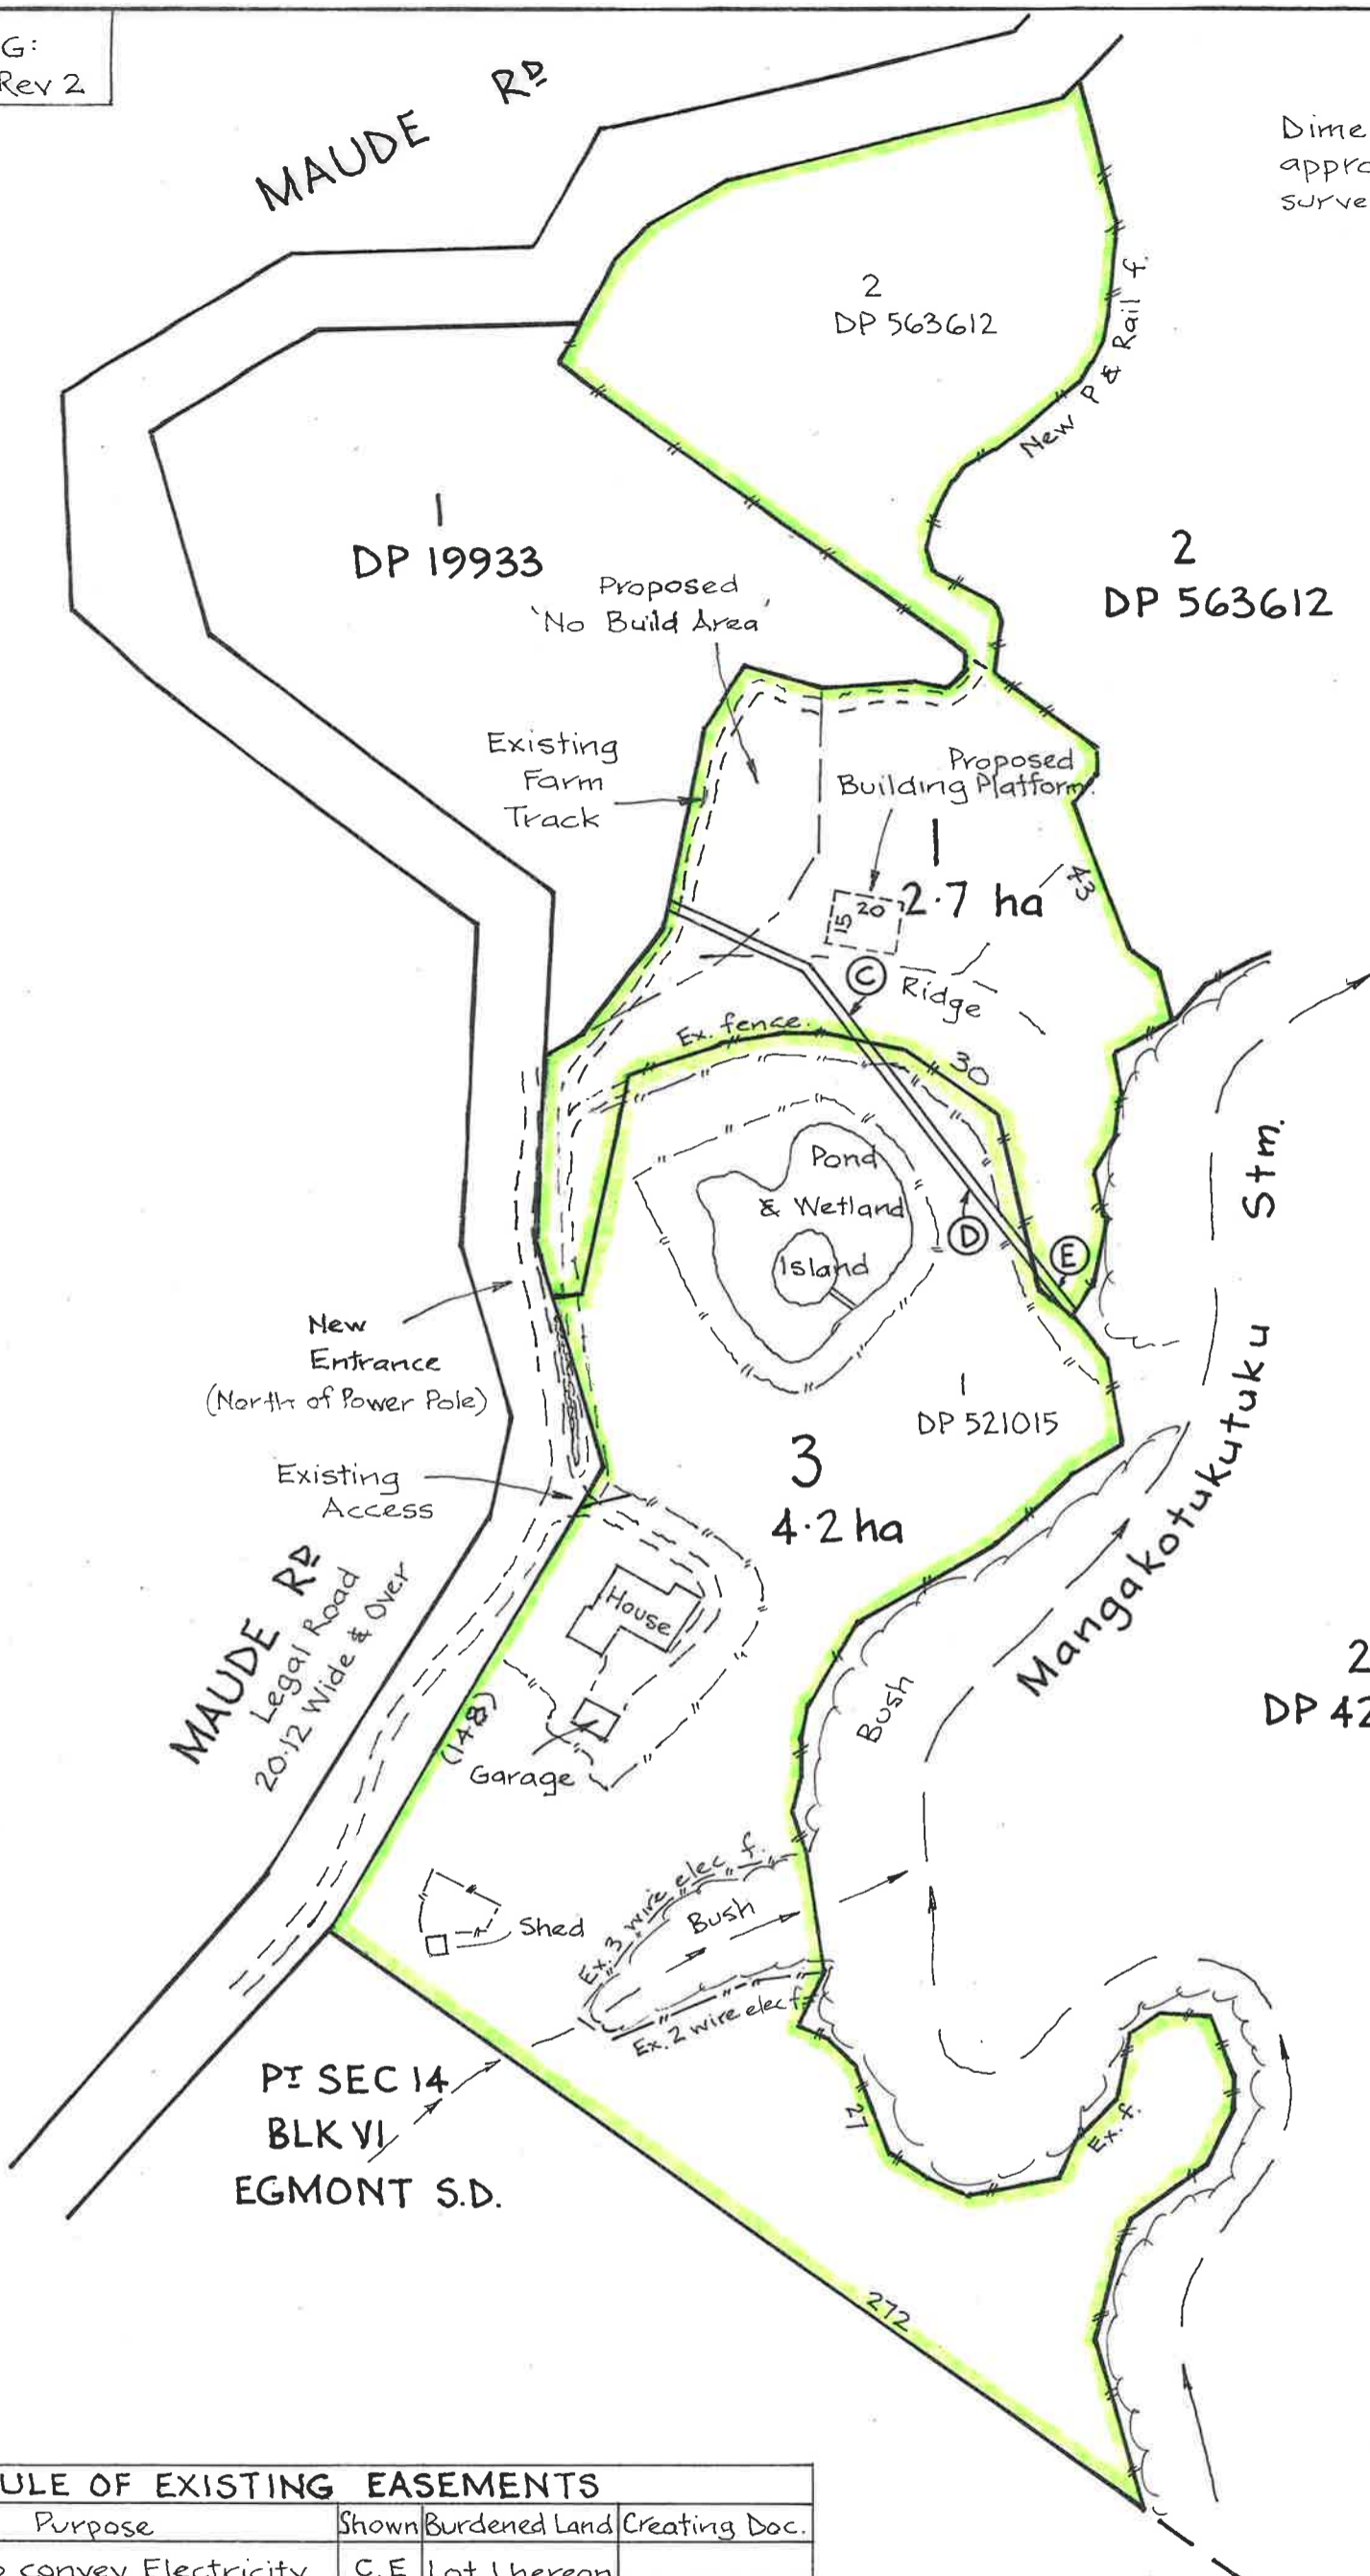 G:
Rev 2
MAUDE RD
Dime
appro
surve
2
DP 563612
New P & Rail f.
1
DP 19933
2
DP 563612
Proposed
'No Build Area'
Existing
Farm
Track
Proposed
Building Platform.
1
2.7 ha
43
20
15
C
Ridge
Ex. fence.
30
Pond
& Wetland
Island
D
E
Stm.
New
Entrance
(North of Power Pole)
1
DP 521015
3
4.2 ha
Existing
Access
Mangakotukutuku
MAUDE RD
Legal Road
20.12 Wide & Over
House
(148)
Garage
Bush
2
DP 42
Ex. 3 wire elec f.
Bush
Shed
Ex. 2 wire elec f.
PT SEC 14
BLK VI
EGMONT S.D.
27
Ex. f.
272
ULE OF EXISTING EASEMENTS
Purpose Shown Burdened Land Creating Doc.
convey Electricity C,E Lot 1 hereon